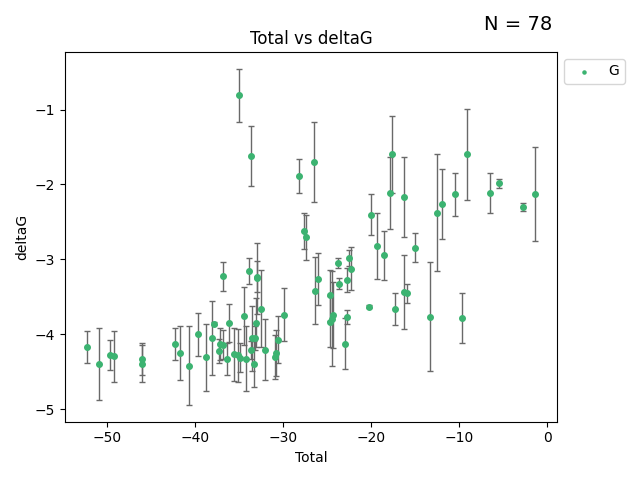 N = 78
Total vs deltaG
G
−1
−2
−3
−4
−5
deltaG
−50
−40
−30
−20
−10
0
Total